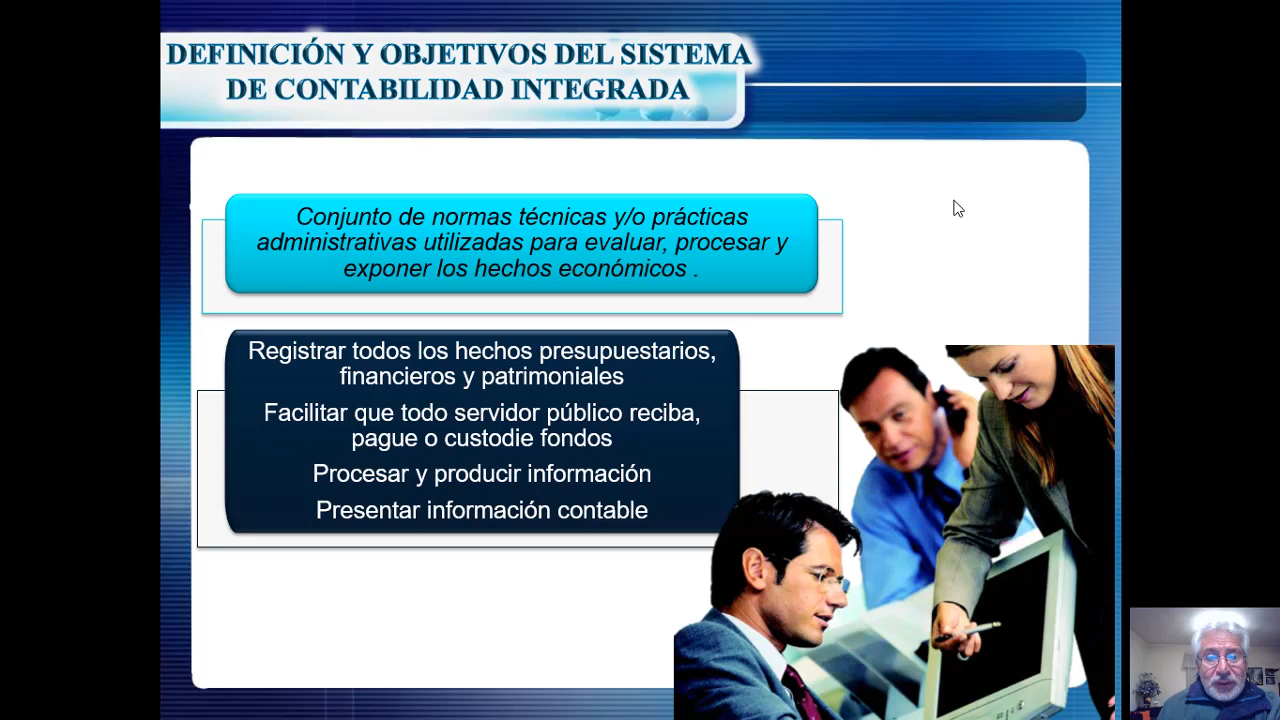 DEFINICIÓN Y OBJETIVOS DEL SISTEMA
DE CONTABILIDAD INTEGRADA
Conjunto de normas técnicas y/o prácticas
administrativas utilizadas para evaluar, procesar y
exponer los hechos económicos .
Registrar todos los hechos presupuestarios,
financieros y patrimoniales
Facilitar que todo servidor público reciba,
pague o custodie fondos
Procesar y producir información
Presentar información contable